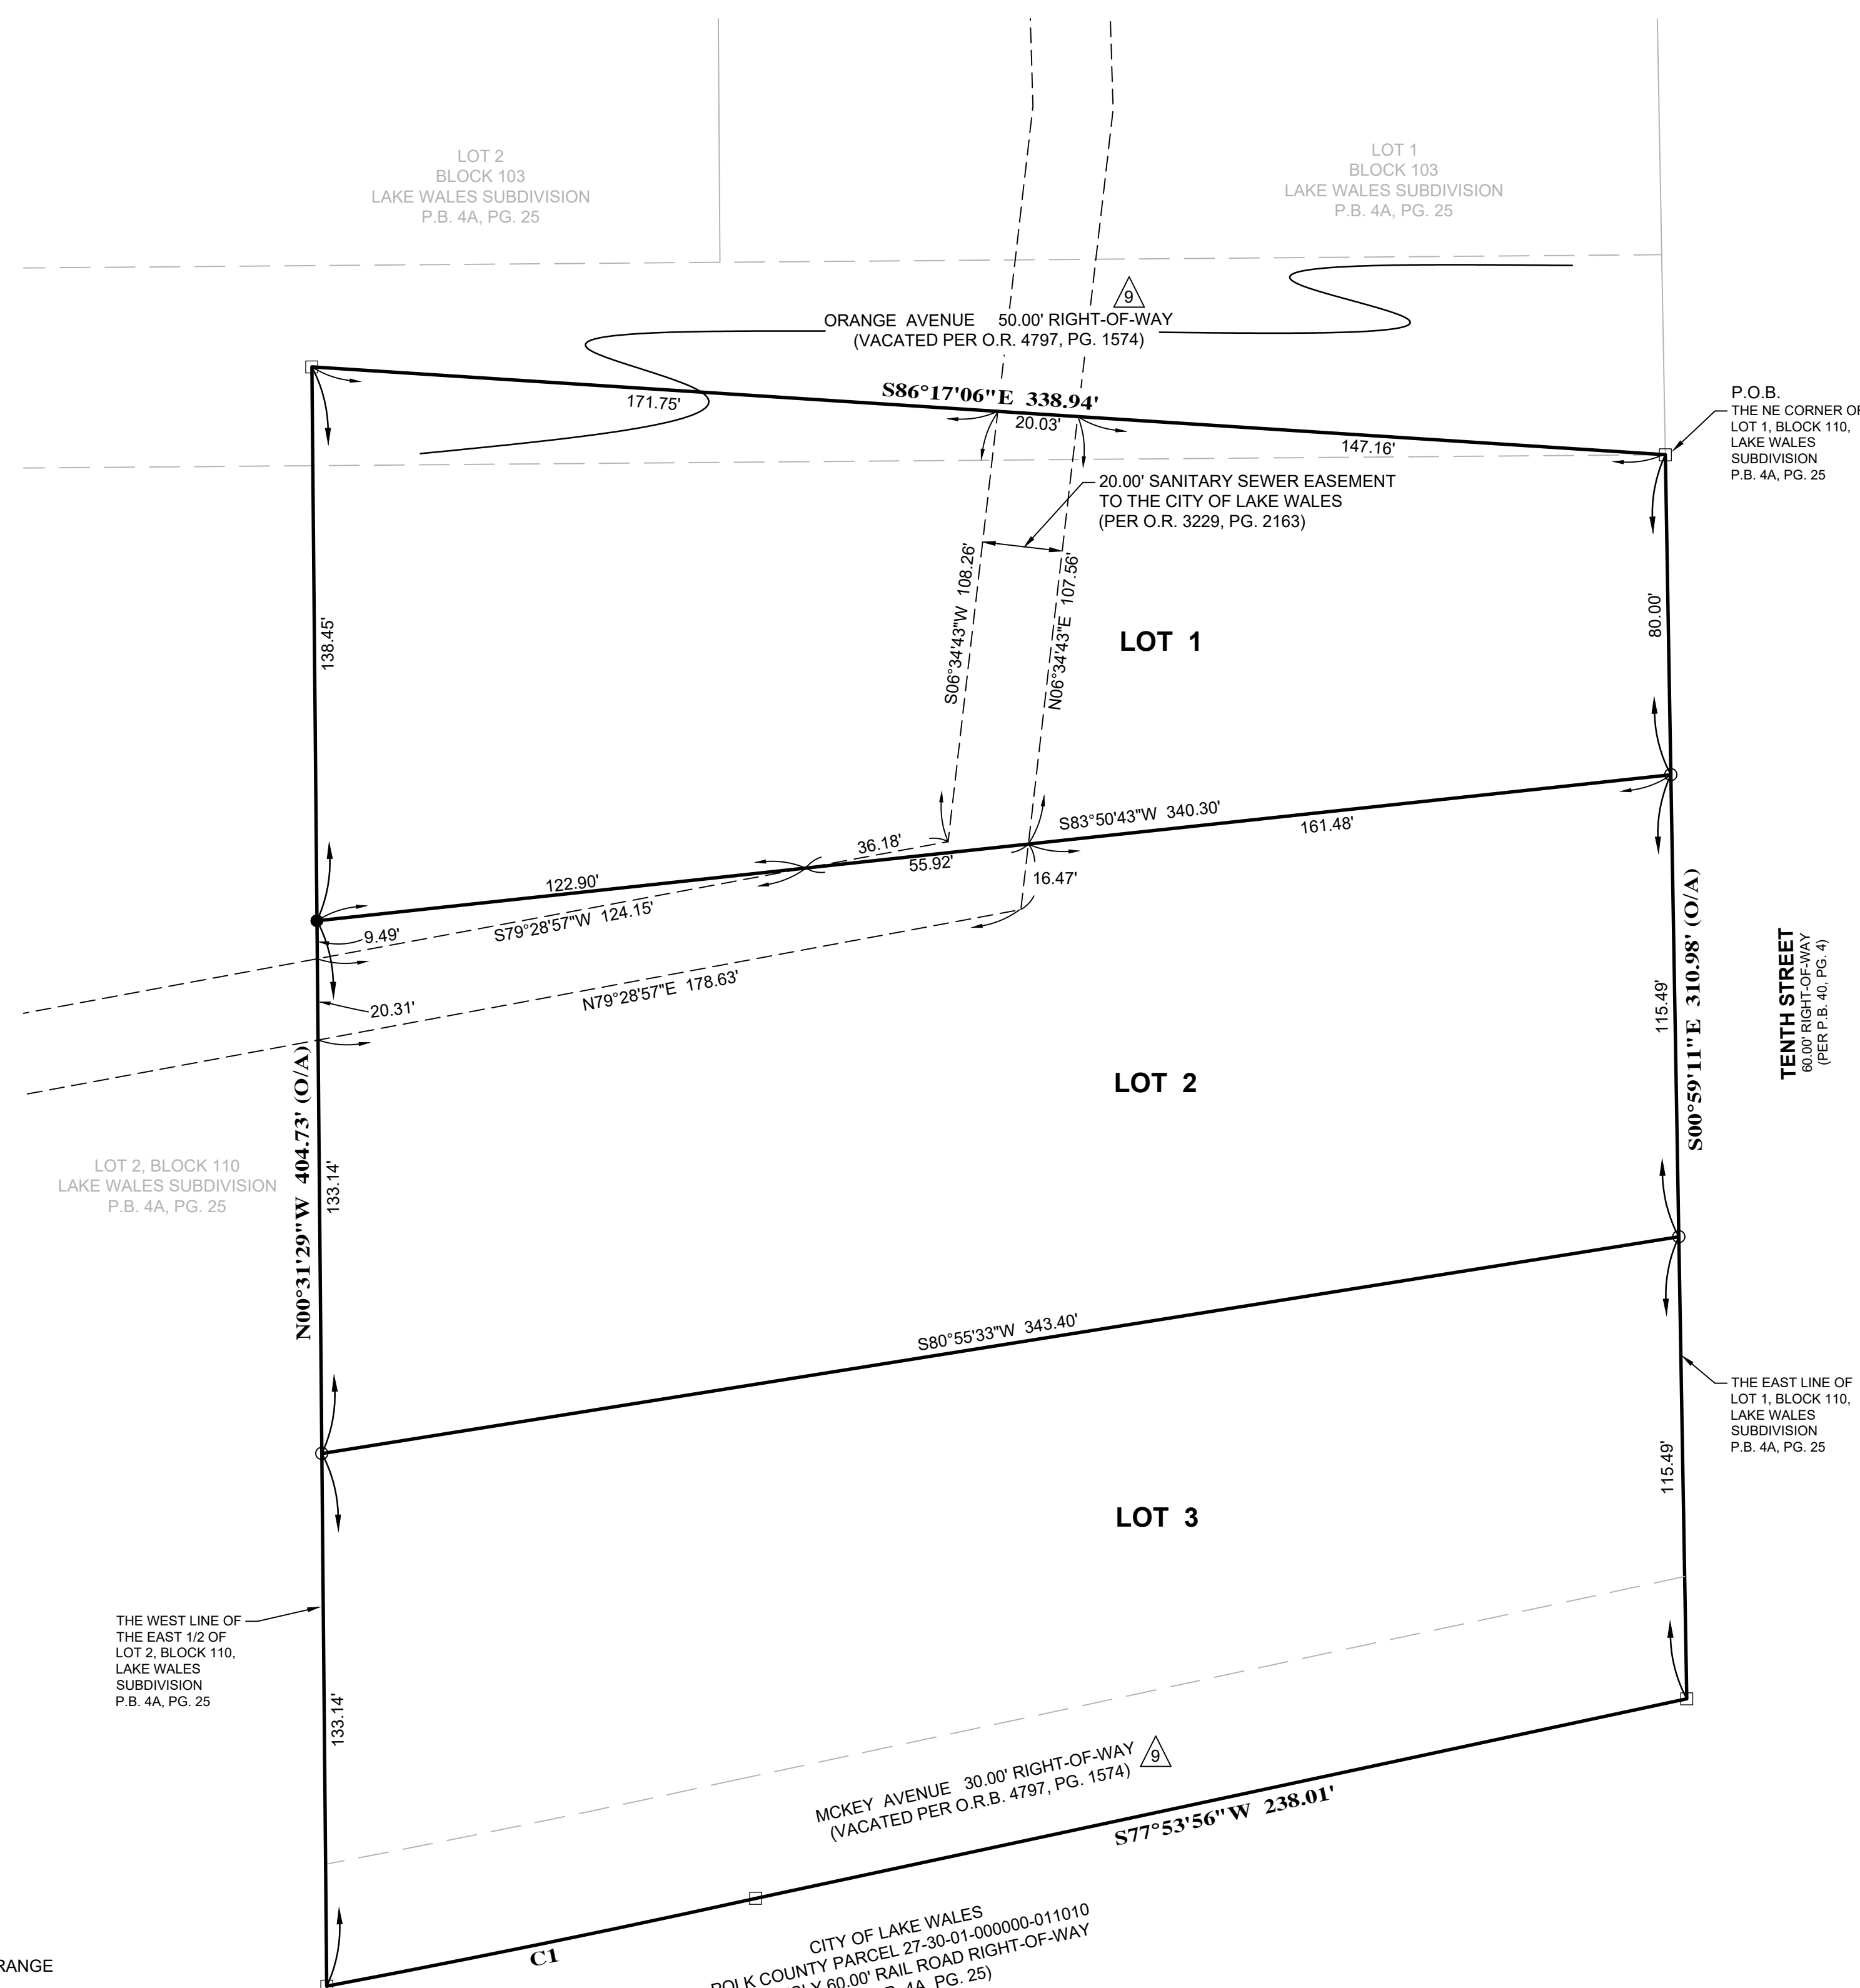 LOT 2
BLOCK 103
LAKE WALES SUBDIVISION
P.B. 4A, PG. 25
LOT 1
BLOCK 103
LAKE WALES SUBDIVISION
P.B. 4A, PG. 25
9
ORANGE AVENUE 50.00' RIGHT-OF-WAY
(VACATED PER O.R. 4797, PG. 1574)
S86°17'06"E 338.94'
171.75'
20.03'
147.16'
P.O.B.
THE NE CORNER OF
LOT 1, BLOCK 110,
LAKE WALES
SUBDIVISION
P.B. 4A, PG. 25
20.00' SANITARY SEWER EASEMENT
TO THE CITY OF LAKE WALES
(PER O.R. 3229, PG. 2163)
S06°34'43"W 108.26'
N06°34'43"E 107.56'
138.45'
80.00'
LOT 1
S83°50'43"W 340.30'
161.48'
36.18'
55.92'
122.90'
16.47'
S79°28'57"W 124.15'
9.49'
N79°28'57"E 178.63'
20.31'
115.49'
S00°59'11"E 310.98' (O/A)
TENTH STREET
60.00' RIGHT-OF-WAY
(PER P.B. 40, PG. 4)
LOT 2
LOT 2, BLOCK 110
LAKE WALES SUBDIVISION
P.B. 4A, PG. 25
N00°31'29"W 404.73' (O/A)
133.14'
S80°55'33"W 343.40'
THE EAST LINE OF
LOT 1, BLOCK 110,
LAKE WALES
SUBDIVISION
P.B. 4A, PG. 25
115.49'
LOT 3
THE WEST LINE OF
THE EAST 1/2 OF
LOT 2, BLOCK 110,
LAKE WALES
SUBDIVISION
P.B. 4A, PG. 25
133.14'
MCKEY AVENUE 30.00' RIGHT-OF-WAY
(VACATED PER O.R.B. 4797, PG. 1574)
9
S77°53'56"W 238.01'
C1
CITY OF LAKE WALES
POLK COUNTY PARCEL 27-30-01-000000-011010
60.00' RAIL ROAD RIGHT-OF-WAY
4A, PG. 25)
RANGE